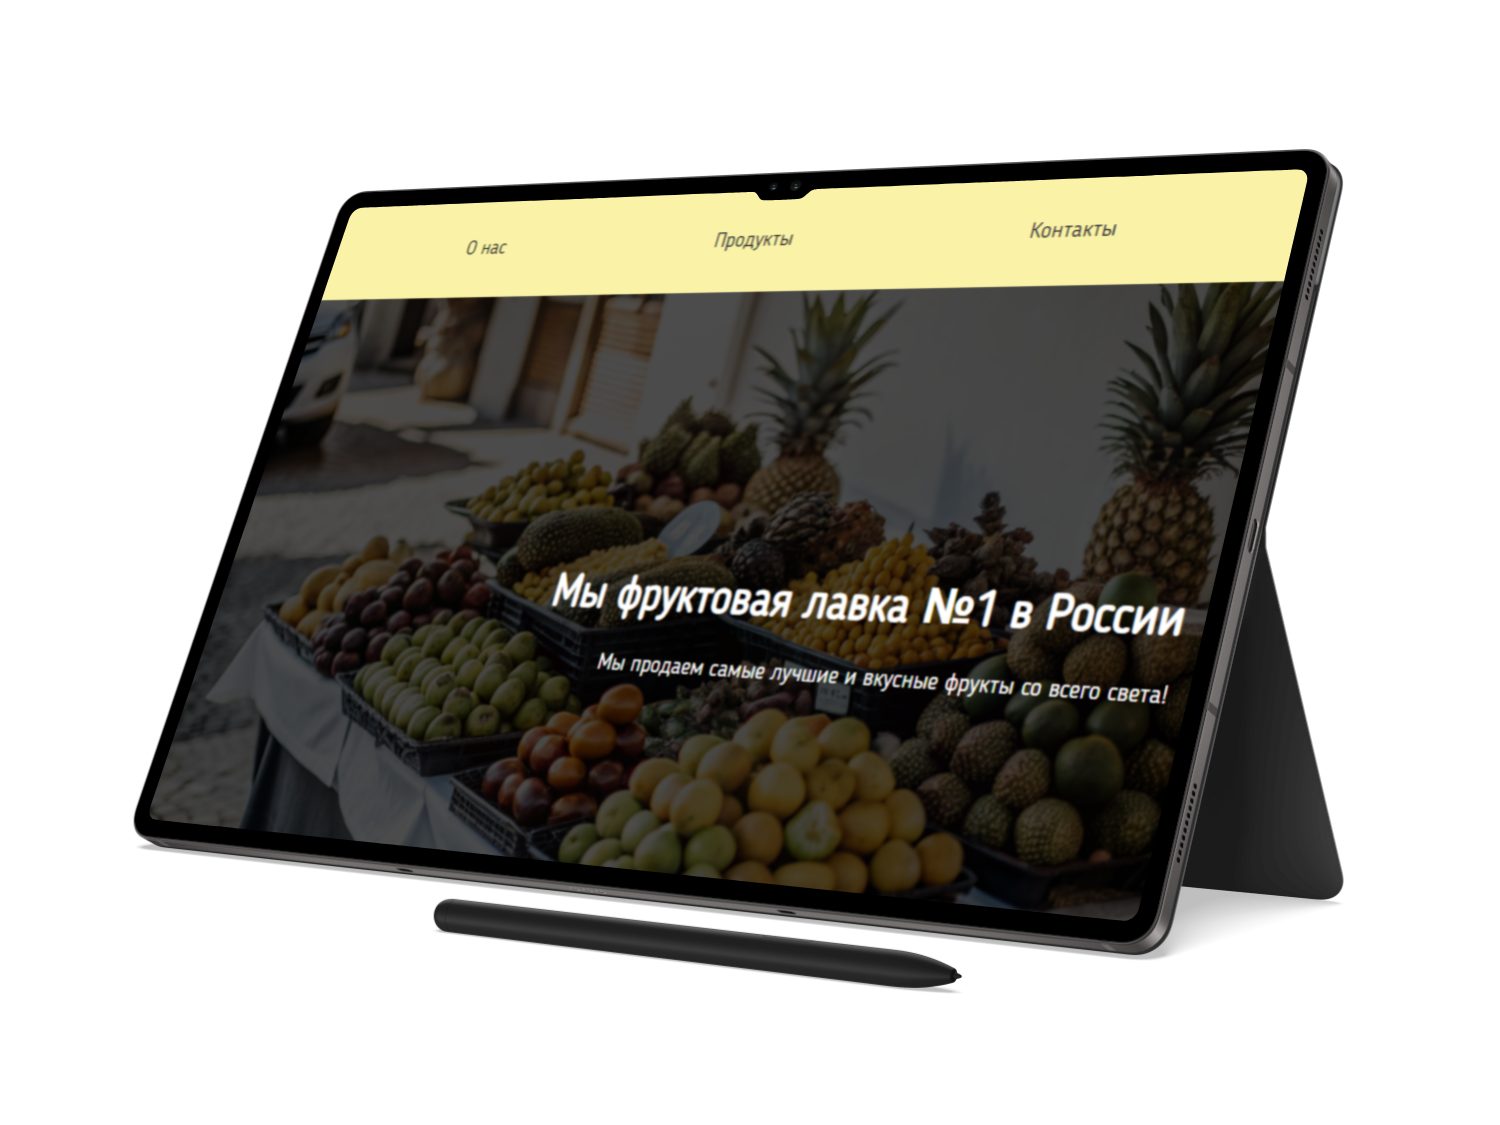 О нас
Продукты
Контакты
Мы фруктовая лавка №1 в России
Мы продаем самые лучшие и вкусные фрукты со всего света!